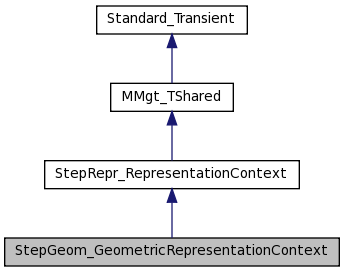 Standard_Transient
MMgt_TShared
StepRepr_RepresentationContext
StepGeom_GeometricRepresentationContext